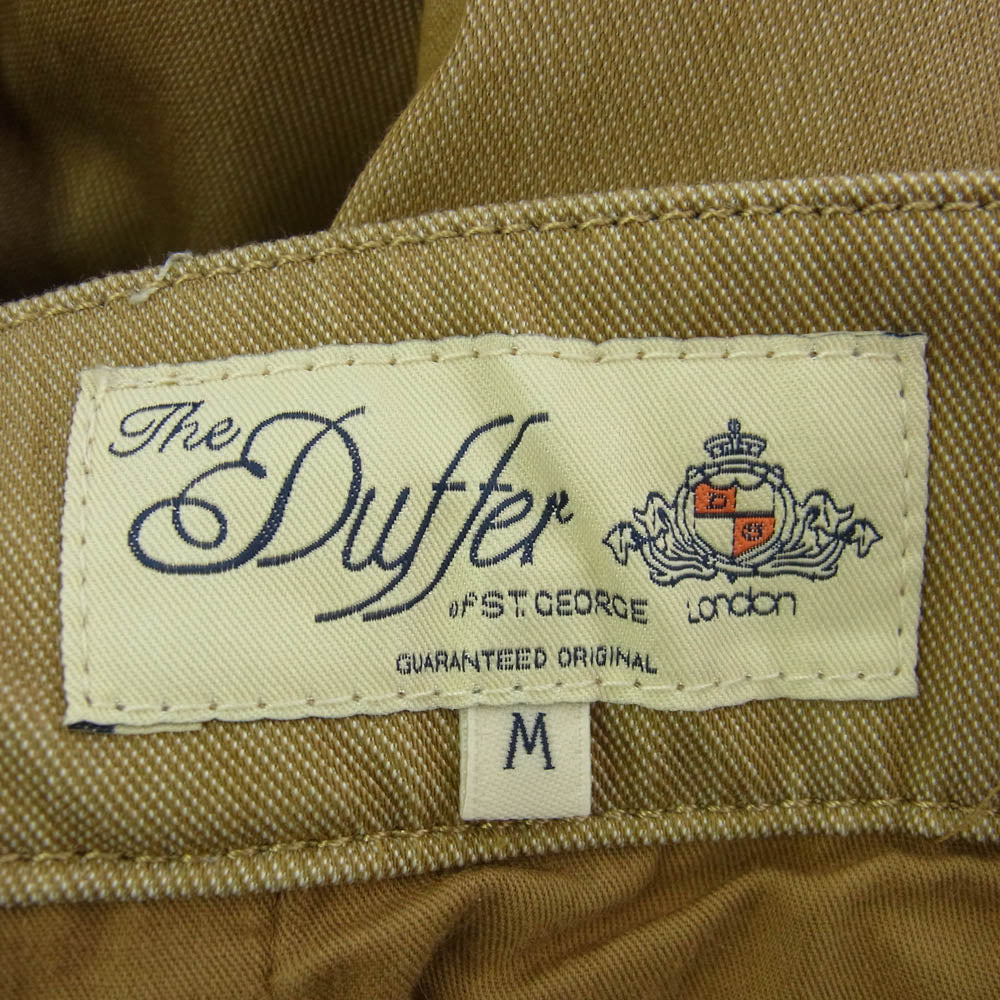 The
Duffer
of ST. GEORGE
D
G
London
GUARANTEED ORIGINAL
M